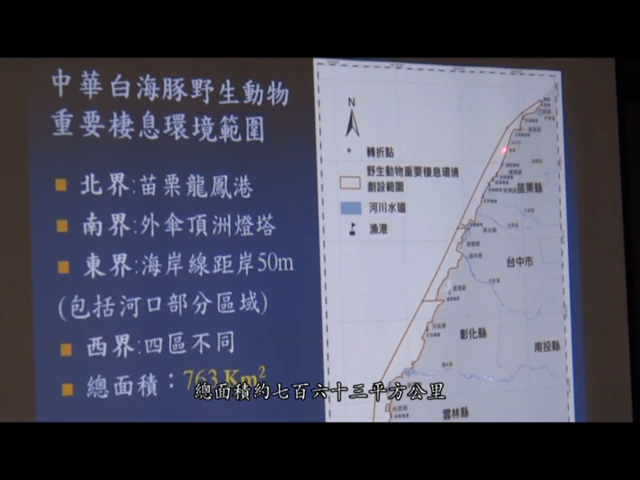 中華白海豚野生動物
重要棲息環境範圍
北界:苗栗龍鳳港
南界:外傘頂洲燈塔
東界:海岸線距岸50m
(包括河口部分區域)
西界:四區不同
總面積:763 Km²
N
轉折點
野生動物重要棲息環境
劃設範圍
河川水道
漁港
苗栗縣
台中市
彰化縣
南投縣
雲林縣
總面積約七百六十三平方公里